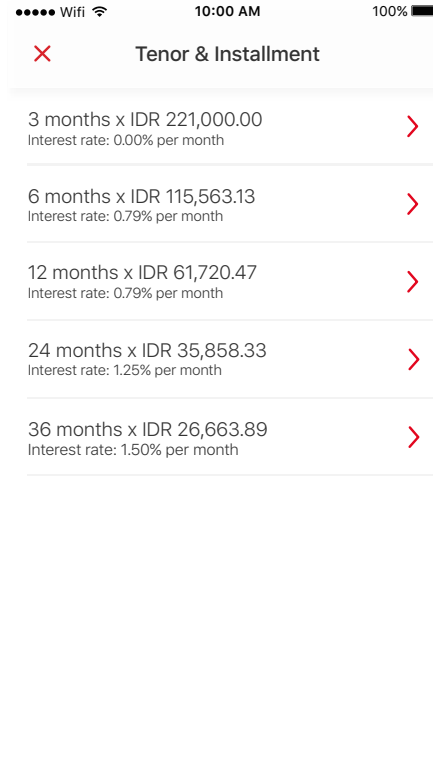 Wifi 10:00 AM 100%
Tenor & Installment
3 months x IDR 221,000.00
Interest rate: 0.00% per month
6 months x IDR 115,563.13
Interest rate: 0.79% per month
12 months x IDR 61,720.47
Interest rate: 0.79% per month
24 months x IDR 35,858.33
Interest rate: 1.25% per month
36 months x IDR 26,663.89
Interest rate: 1.50% per month